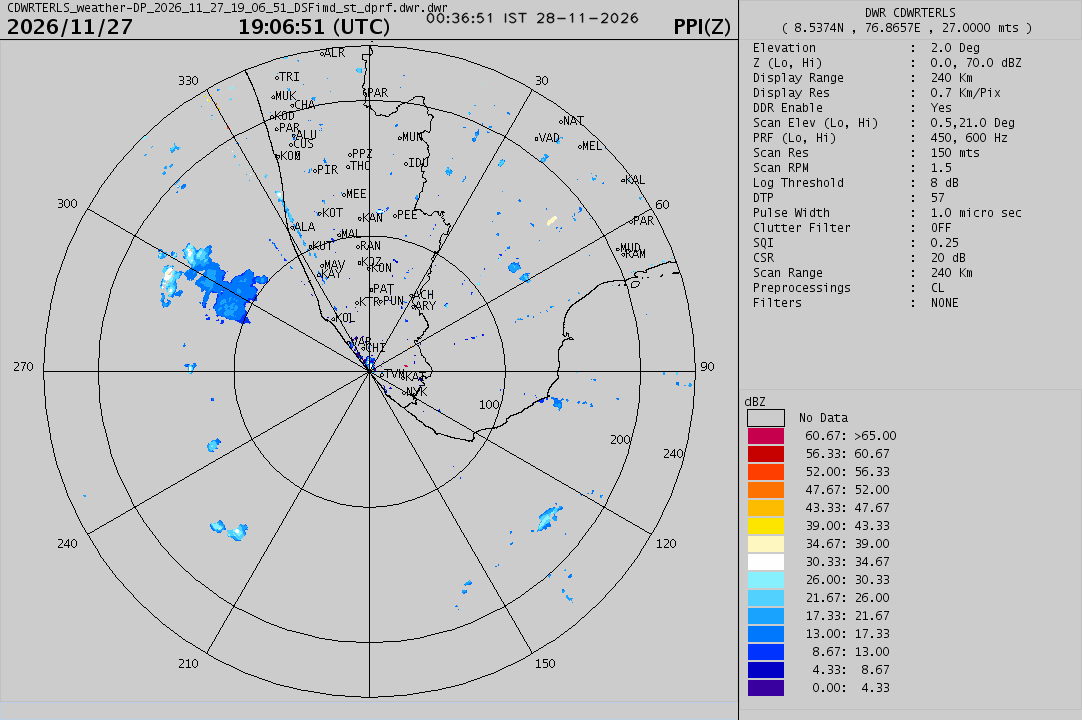 CDWRTERLS_weather-DP_2026_11_27_19_06_51_DSFimd_st_dprf.dwr.dwr
2026/11/27 19:06:51 (UTC) 00:36:51 IST 28-11-2026 PPI(Z)
DWR CDWRTERLS
( 8.5374N , 76.8657E , 27.0000 mts )
Elevation : 2.0 Deg
Z (Lo, Hi) : 0.0, 70.0 dBZ
Display Range : 240 Km
Display Res : 0.7 Km/Pix
DDR Enable : Yes
Scan Elev (Lo, Hi) : 0.5,21.0 Deg
PRF (Lo, Hi) : 450, 600 Hz
Scan Res : 150 mts
Scan RPM : 1.5
Log Threshold : 8 dB
DTP : 57
Pulse Width : 1.0 micro sec
Clutter Filter : OFF
SQI : 0.25
CSR : 20 dB
Scan Range : 240 Km
Preprocessings : CL
Filters : NONE
dBZ
No Data
60.67: >65.00
56.33: 60.67
52.00: 56.33
47.67: 52.00
43.33: 47.67
39.00: 43.33
34.67: 39.00
30.33: 34.67
26.00: 30.33
21.67: 26.00
17.33: 21.67
13.00: 17.33
8.67: 13.00
4.33: 8.67
0.00: 4.33
ALR
330 TRI 30
MUK PAR
CHA
KOD
PAR NAT
ALU MUN VAD
CUS MEL
KOM PPZ
THO IDU
PIR
KAL
MEE
300 60
KOT KAN PEE
PAR
ALA MAL
KUT RAN MUD
RAM
MAV KOZ KON
KAY
PAT
KTR PUN ACH
ARY
KOL
VAR
CHI
270 90
TVM KAT
NYK
100
200
240
240 120
210 150